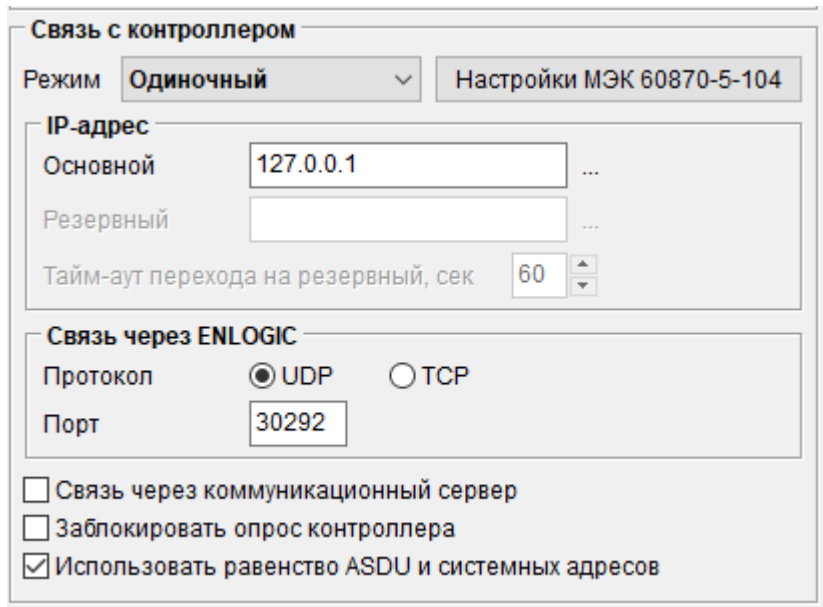 Связь с контроллером
Режим Одиночный Настройки МЭК 60870-5-104
IP-адрес
Основной 127.0.0.1 ...
Резервный ...
Тайм-аут перехода на резервный, сек 60
Связь через ENLOGIC
Протокол UDP TCP
Порт 30292
Связь через коммуникационный сервер
Заблокировать опрос контроллера
Использовать равенство ASDU и системных адресов